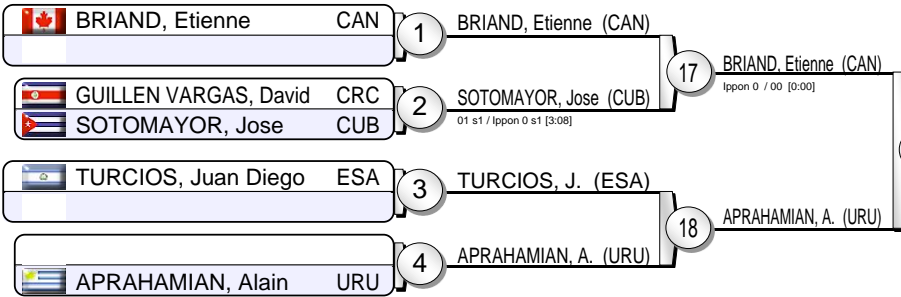 BRIAND, Etienne CAN
GUILLEN VARGAS, David CRC
SOTOMAYOR, Jose CUB
TURCIOS, Juan Diego ESA
APRAHAMIAN, Alain URU
1
2
3
4
BRIAND, Etienne (CAN)
SOTOMAYOR, Jose (CUB)
01 s1 / Ippon 0 s1 [3:08]
TURCIOS, J. (ESA)
APRAHAMIAN, A. (URU)
17
18
BRIAND, Etienne (CAN)
Ippon 0 / 00 [0:00]
APRAHAMIAN, A. (URU)